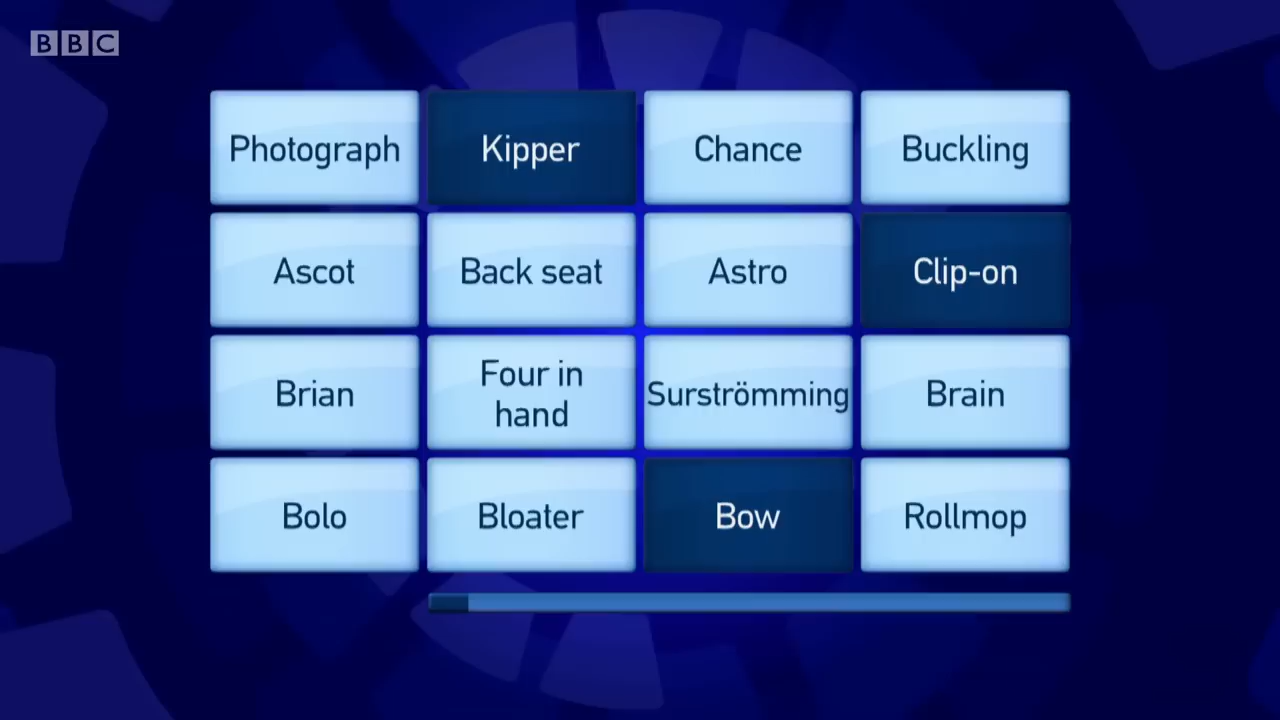 BBC
Photograph
Kipper
Chance
Buckling
Ascot
Back seat
Astro
Clip-on
Brian
Four in
hand
Surströmming
Brain
Bolo
Bloater
Bow
Rollmop